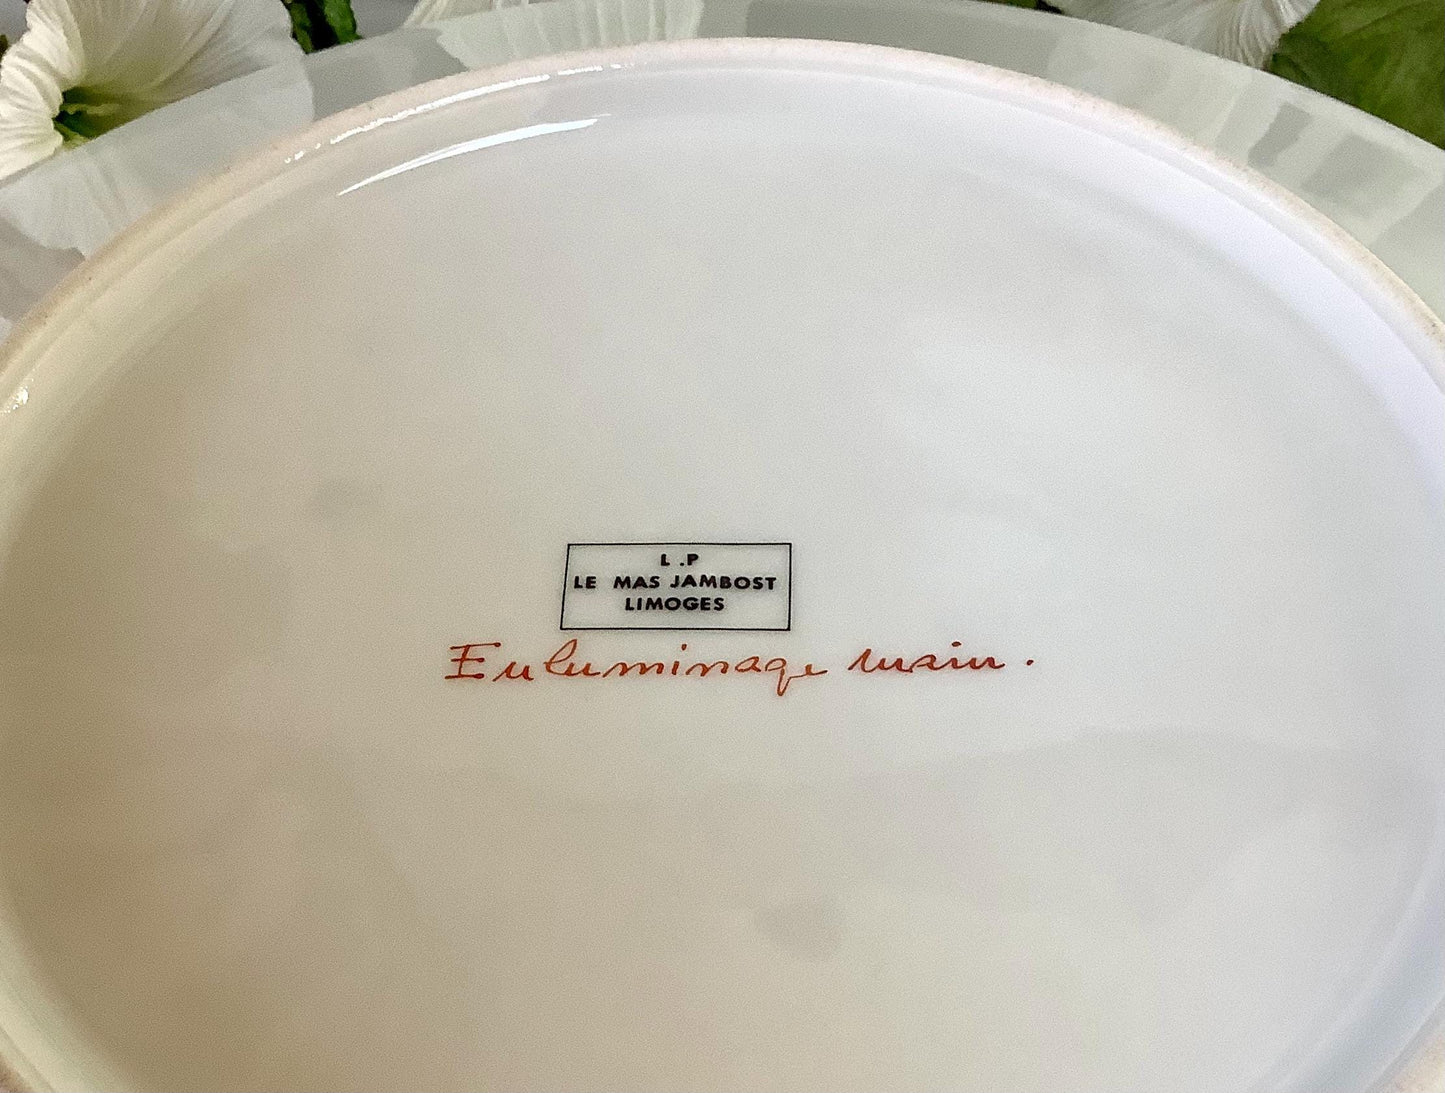 L .P
LE MAS JAMBOST
LIMOGES
Enluminage main.